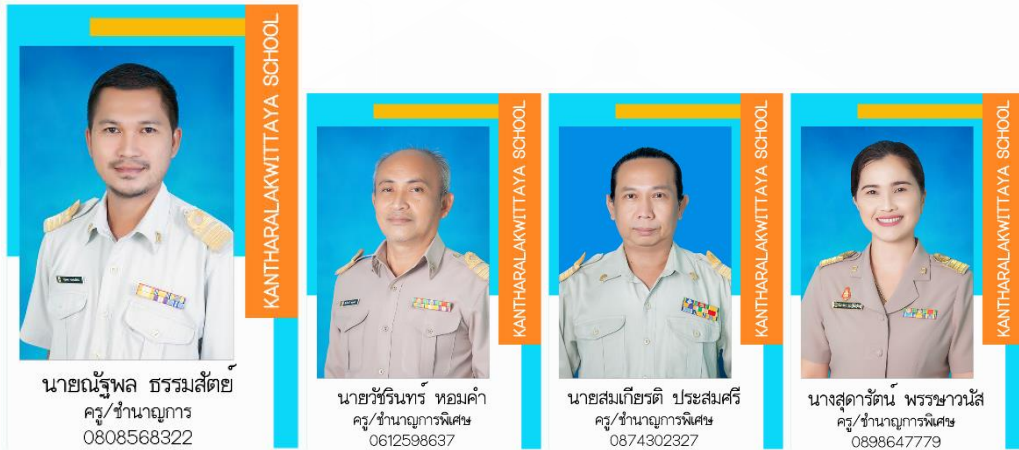 KANTHARALAKWITTAYA SCHOOL
นายณัฐพล ธรรมสัตย์
ครู/ชำนาญการ
0808568322
KANTHARALAKWITTAYA SCHOOL
นายวัชรินทร์ หอมคำ
ครู/ชำนาญการพิเศษ
0612598637
KANTHARALAKWITTAYA SCHOOL
นายสมเกียรติ ประสมศรี
ครู/ชำนาญการพิเศษ
0874302327
KANTHARALAKWITTAYA SCHOOL
นางสุดารัตน์ พรรษาวนัส
ครู/ชำนาญการพิเศษ
0898647779